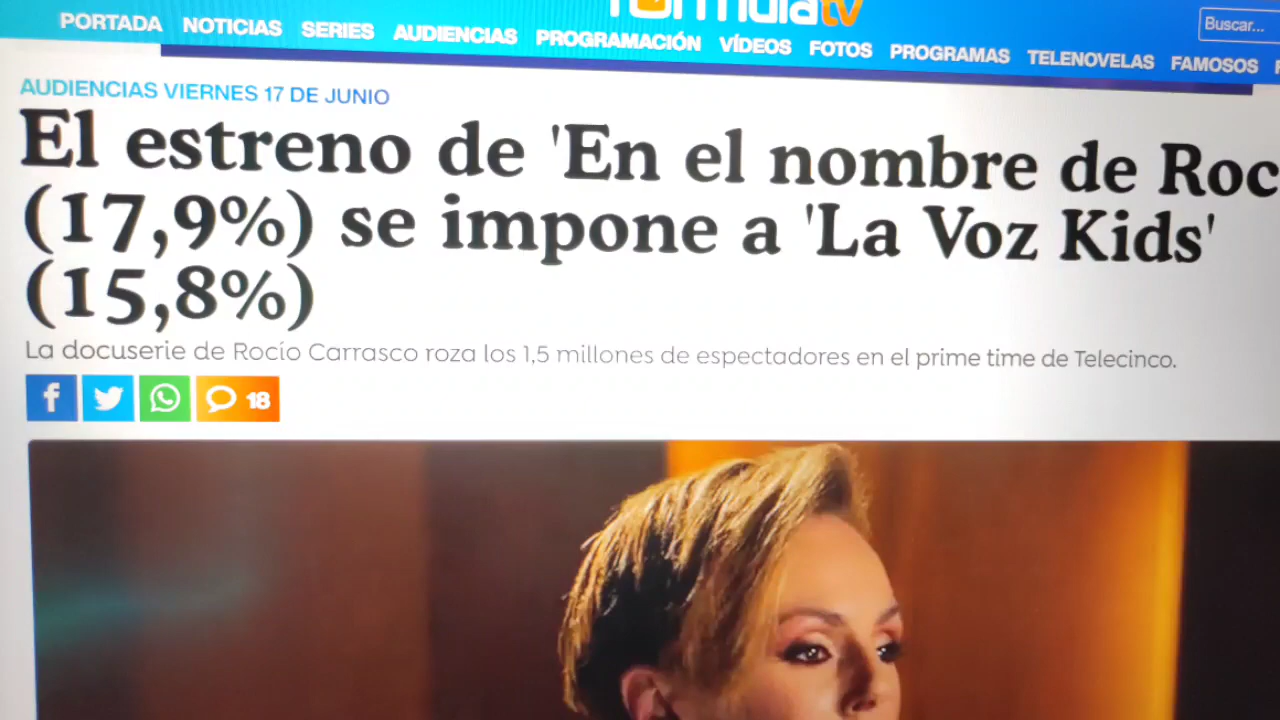 fórmulatv
Buscar...
PORTADA NOTICIAS SERIES AUDIENCIAS PROGRAMACIÓN VÍDEOS FOTOS PROGRAMAS TELENOVELAS FAMOSOS
AUDIENCIAS VIERNES 17 DE JUNIO
El estreno de 'En el nombre de Roc
(17,9%) se impone a 'La Voz Kids'
(15,8%)
La docuserie de Rocío Carrasco roza los 1,5 millones de espectadores en el prime time de Telecinco.
18